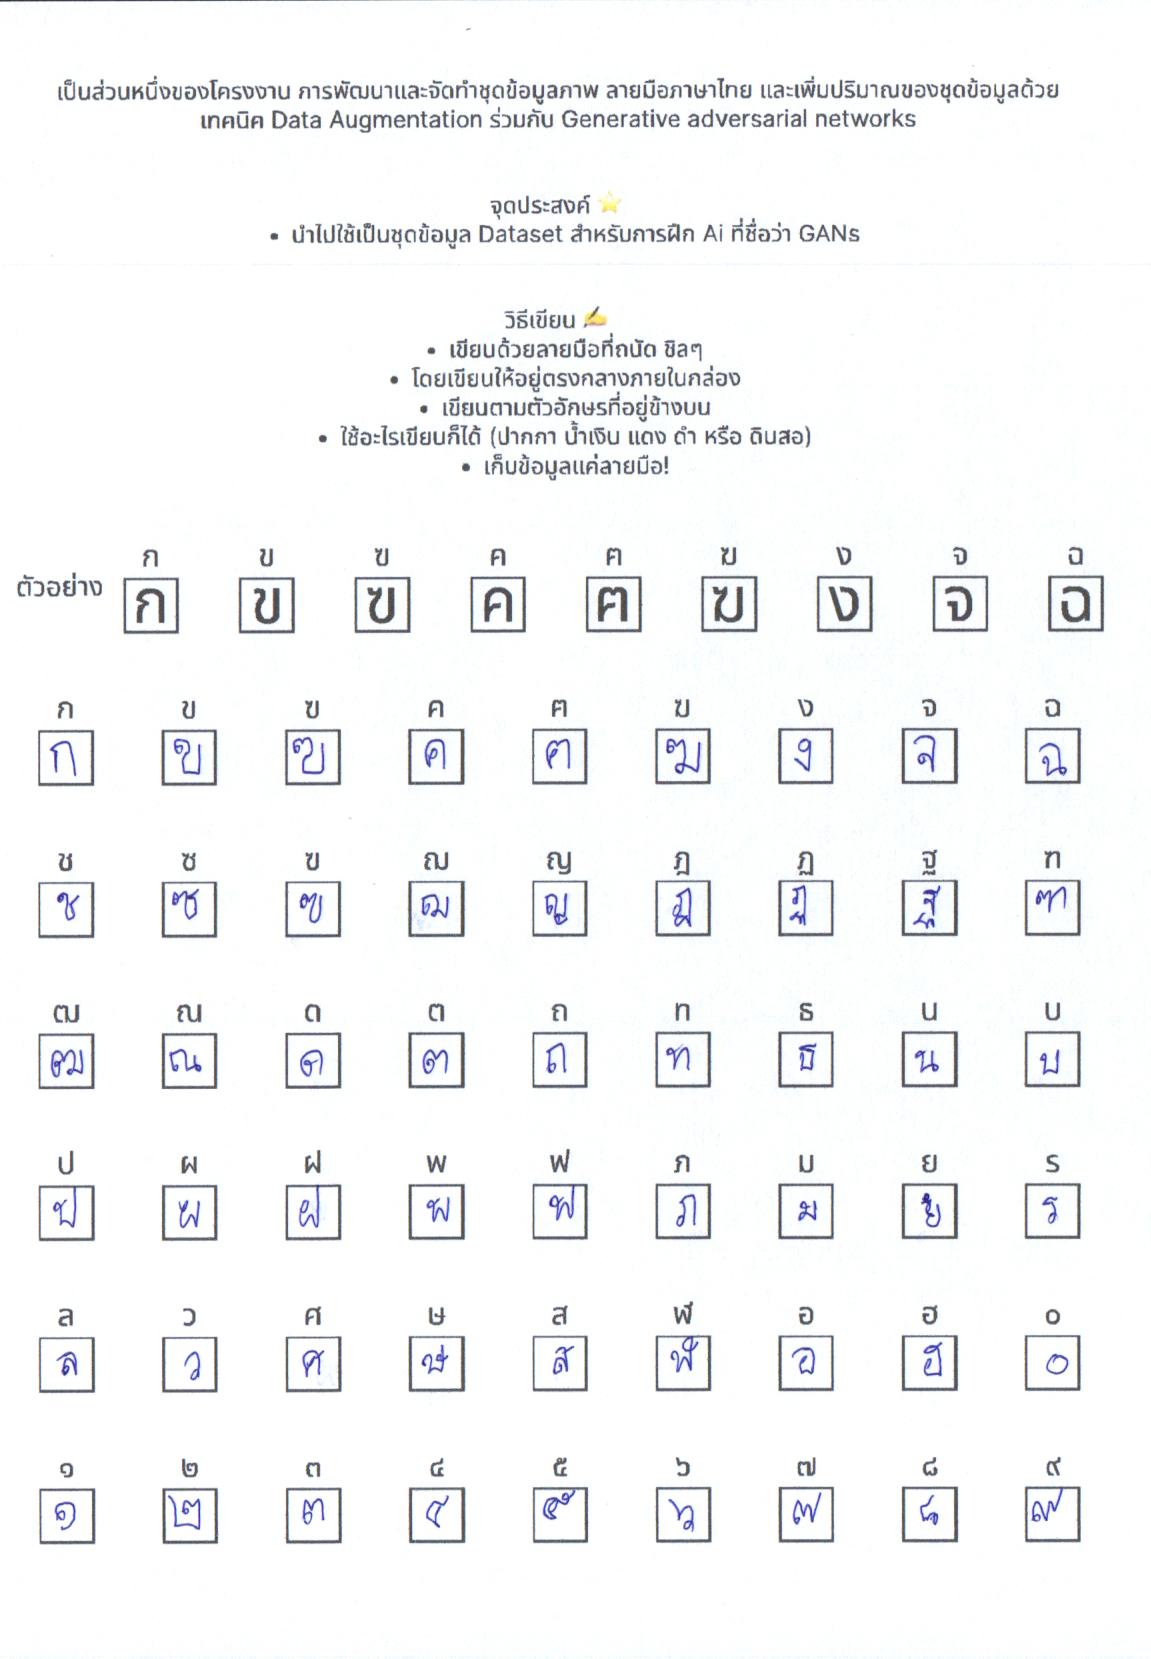 เป็นส่วนหนึ่งของโครงงาน การพัฒนาและจัดทำชุดข้อมูลภาพ ลายมือภาษาไทย และเพิ่มปริมาณของชุดข้อมูลด้วย
เทคนิค Data Augmentation ร่วมกับ Generative adversarial networks
จุดประสงค์ ⭐
• นำไปใช้เป็นชุดข้อมูล Dataset สำหรับการฝึก Ai ที่ชื่อว่า GANs
วิธีเขียน ✍
• เขียนด้วยลายมือที่ถนัด ชิลๆ
• โดยเขียนให้อยู่ตรงกลางภายในกล่อง
• เขียนตามตัวอักษรที่อยู่ข้างบน
• ใช้อะไรเขียนก็ได้ (ปากกา น้ำเงิน แดง ดำ หรือ ดินสอ)
• เก็บข้อมูลแค่ลายมือ!
ก ข ฃ ค ฅ ฆ ง จ ฉ
ตัวอย่าง ก ข ฃ ค ฅ ฆ ง จ ฉ
ก ข ฃ ค ฅ ฆ ง จ ฉ
ก ข ฃ ค ฅ ฆ ง จ ฉ
ช ซ ฃ ฌ ญ ฎ ฏ ฐ ฑ
ช ซ ฃ ฌ ญ ฎ ฏ ฐ ฑ
ฒ ณ ด ต ถ ท ธ น บ
ฒ ณ ด ต ถ ท ธ น บ
ป ผ ฝ พ ฟ ภ ม ย ร
ป ผ ฝ พ ฟ ภ ม ย ร
ล ว ศ ษ ส ฬ อ ฮ ๐
ล ว ศ ษ ส ฬ อ ฮ ๐
๑ ๒ ๓ ๔ ๕ ๖ ๗ ๘ ๙
๑ ๒ ๓ ๔ ๕ ๖ ๗ ๘ ๙